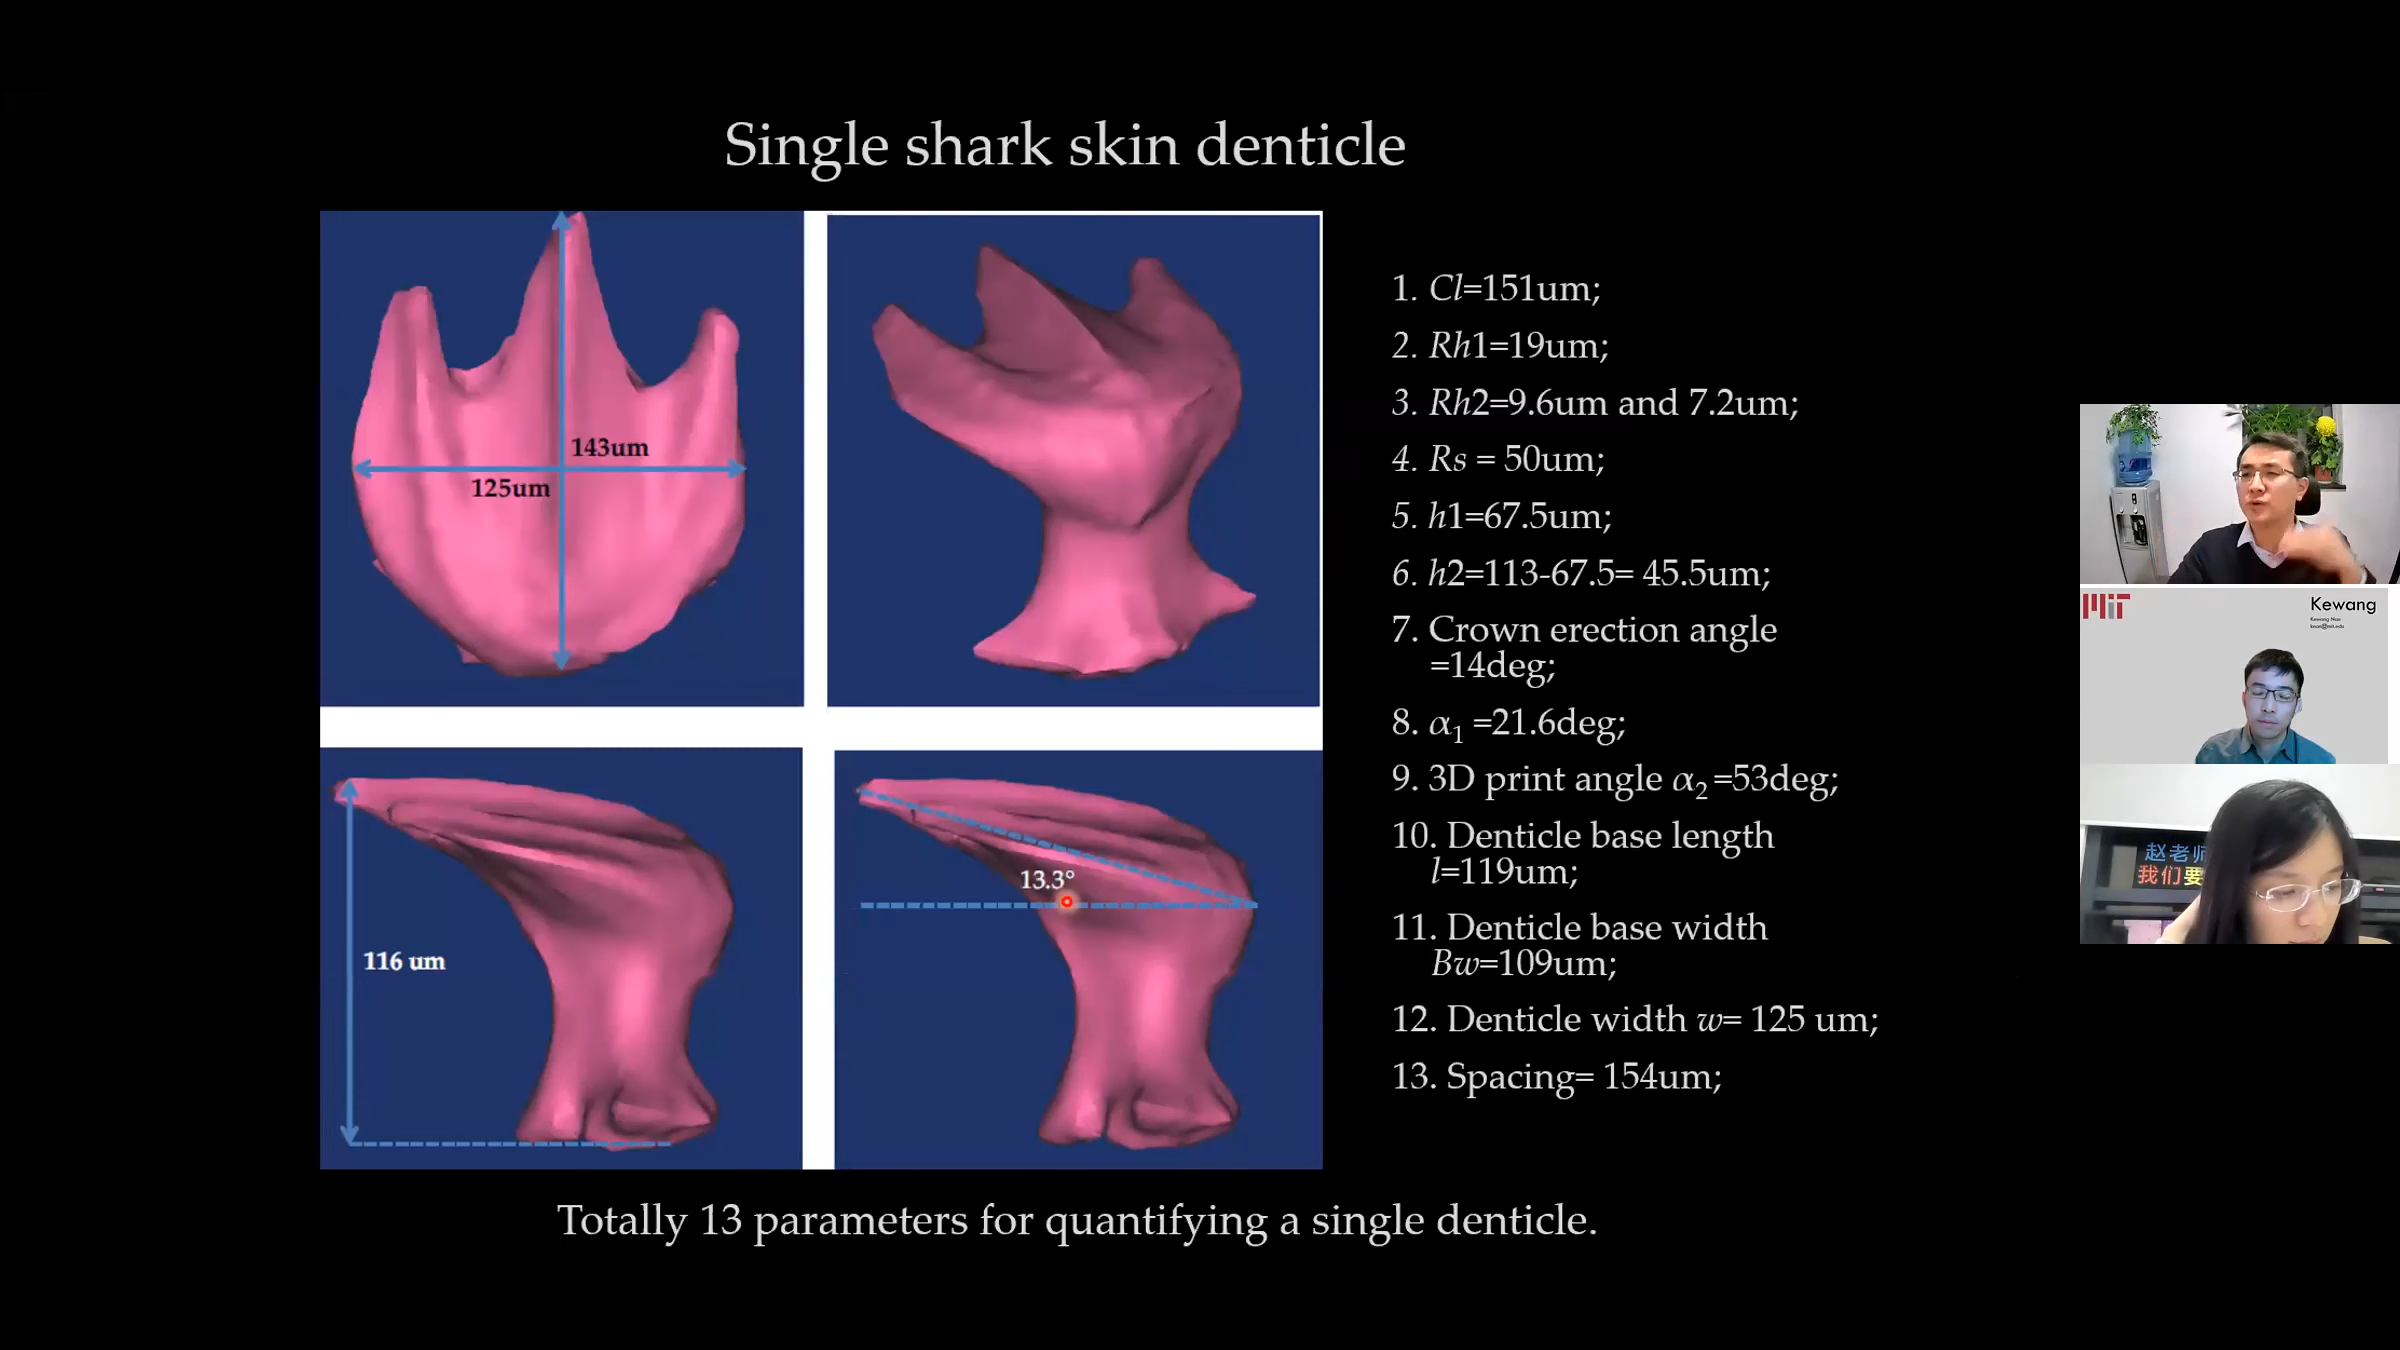 Single shark skin denticle
143um
125um
116 um
13.3°
1. Cl=151um;
2. Rh1=19um;
3. Rh2=9.6um and 7.2um;
4. Rs = 50um;
5. h1=67.5um;
6. h2=113-67.5= 45.5um;
7. Crown erection angle
=14deg;
8. α₁ =21.6deg;
9. 3D print angle α₂=53deg;
10. Denticle base length
l=119um;
11. Denticle base width
Bw=109um;
12. Denticle width w= 125 um;
13. Spacing= 154um;
Totally 13 parameters for quantifying a single denticle.
MIT
Kewang
Kewang Nan
赵老师
我们要